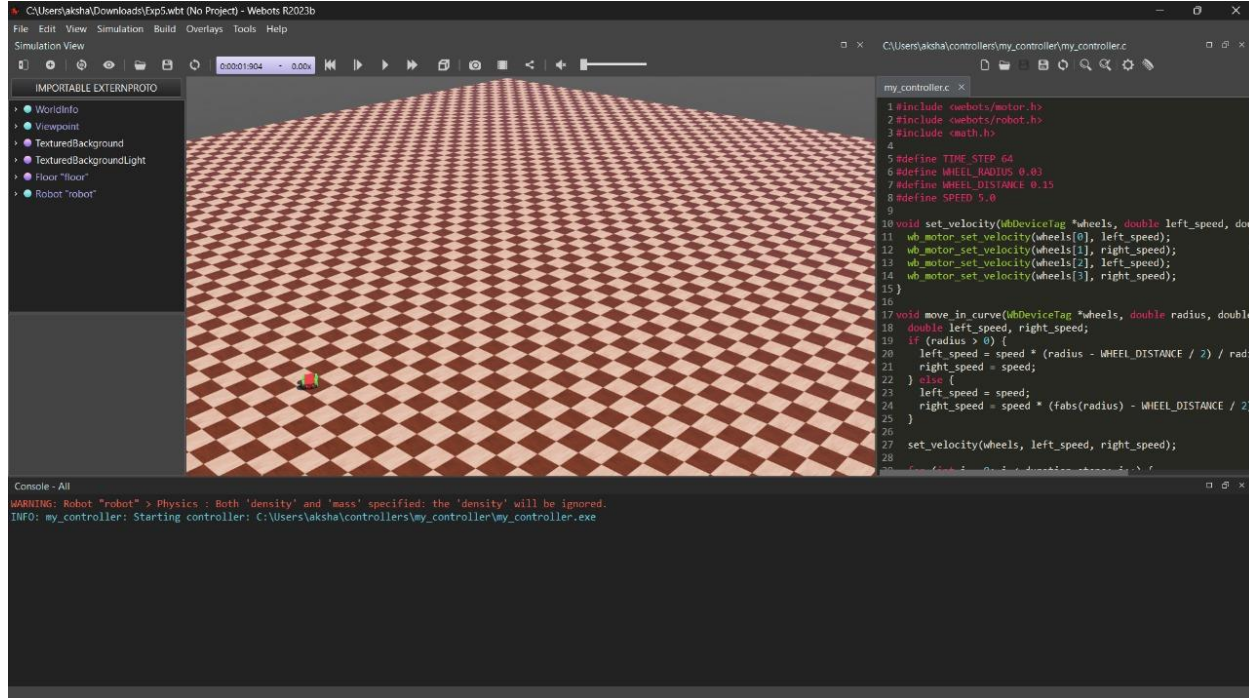 C:\Users\aksha\Downloads\Exp5.wbt (No Project) - Webots R2023b
File Edit View Simulation Build Overlays Tools Help
Simulation View
0:00:01:904 - 0.00x
IMPORTABLE EXTERNPROTO
WorldInfo
Viewpoint
TexturedBackground
TexturedBackgroundLight
Floor "floor"
Robot "robot"
C:\Users\aksha\controllers\my_controller\my_controller.c
my_controller.c
1 #include <webots/motor.h>
2 #include <webots/robot.h>
3 #include <math.h>
4
5 #define TIME_STEP 64
6 #define WHEEL_RADIUS 0.03
7 #define WHEEL_DISTANCE 0.15
8 #define SPEED 5.0
9
10 void set_velocity(WbDeviceTag *wheels, double left_speed, dou
11 wb_motor_set_velocity(wheels[0], left_speed);
12 wb_motor_set_velocity(wheels[1], right_speed);
13 wb_motor_set_velocity(wheels[2], left_speed);
14 wb_motor_set_velocity(wheels[3], right_speed);
15 }
16
17 void move_in_curve(WbDeviceTag *wheels, double radius, double
18 double left_speed, right_speed;
19 if (radius > 0) {
20 left_speed = speed * (radius - WHEEL_DISTANCE / 2) / rad
21 right_speed = speed;
22 } else {
23 left_speed = speed;
24 right_speed = speed * (fabs(radius) - WHEEL_DISTANCE / 2)
25 }
26
27 set_velocity(wheels, left_speed, right_speed);
28
Console - All
WARNING: Robot "robot" > Physics : Both 'density' and 'mass' specified: the 'density' will be ignored.
INFO: my_controller: Starting controller: C:\Users\aksha\controllers\my_controller\my_controller.exe